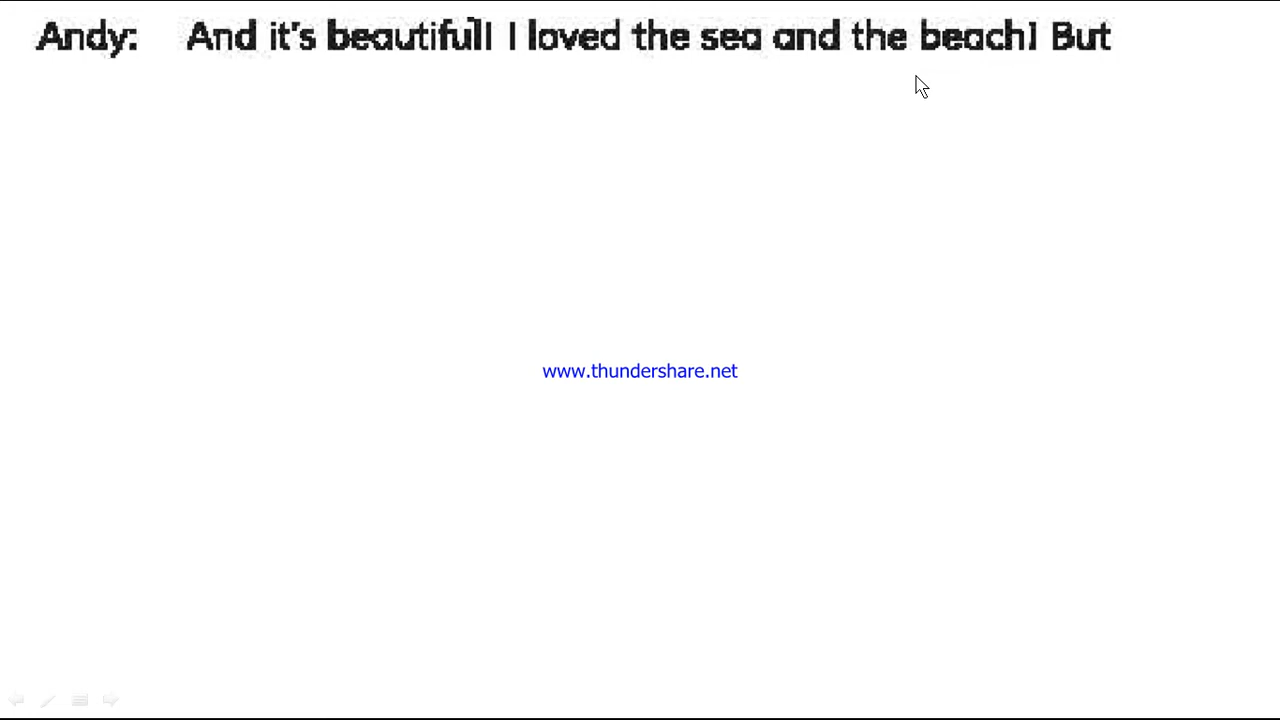 Andy: And it's beautiful! I loved the sea and the beach! But
www.thundershare.net